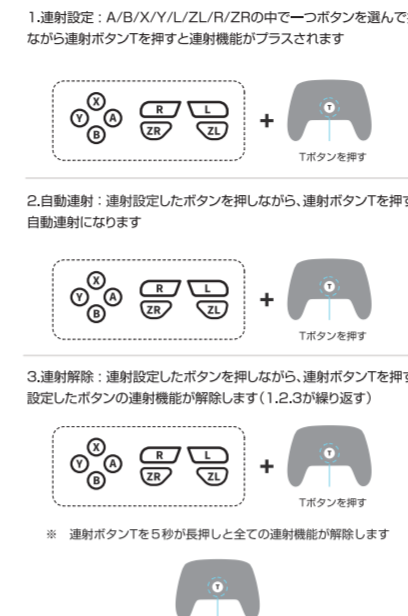 1.連射設定：A/B/X/Y/L/ZL/R/ZRの中で一つボタンを選んで
ながら連射ボタンTを押すと連射機能がプラスされます
X
Y A R L
B ZR ZL + T
Tボタンを押す
2.自動連射：連射設定したボタンを押しながら、連射ボタンTを押す
自動連射になります
X
Y A R L
B ZR ZL + T
Tボタンを押す
3.連射解除：連射設定したボタンを押しながら、連射ボタンTを押す
設定したボタンの連射機能が解除します(1.2.3が繰り返す)
X
Y A R L
B ZR ZL + T
Tボタンを押す
※ 連射ボタンTを5秒が長押しと全ての連射機能が解除します
T